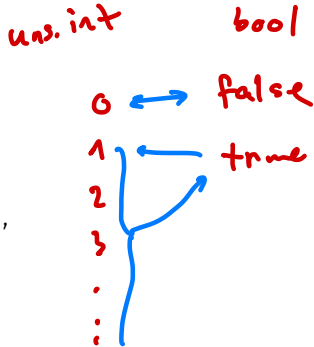 uns. int bool
0 false
1 true
2
3
.
:
,